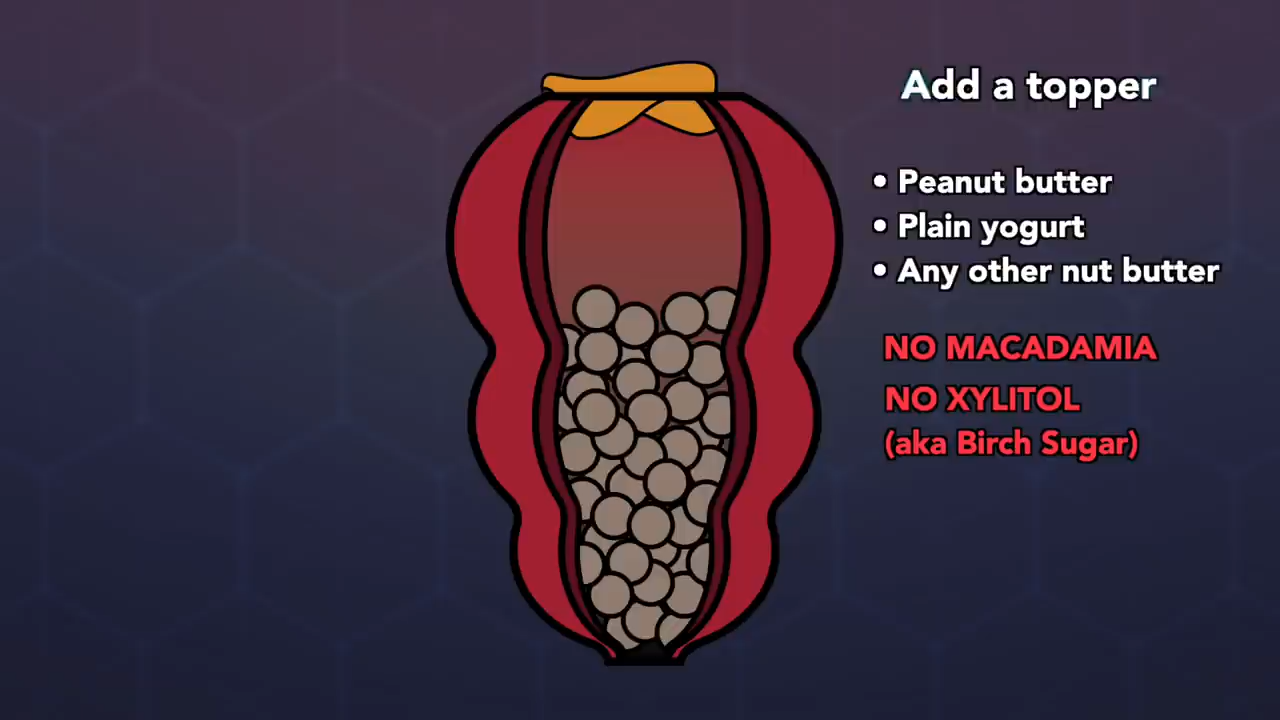 Add a topper
• Peanut butter
• Plain yogurt
• Any other nut butter
NO MACADAMIA
NO XYLITOL
(aka Birch Sugar)